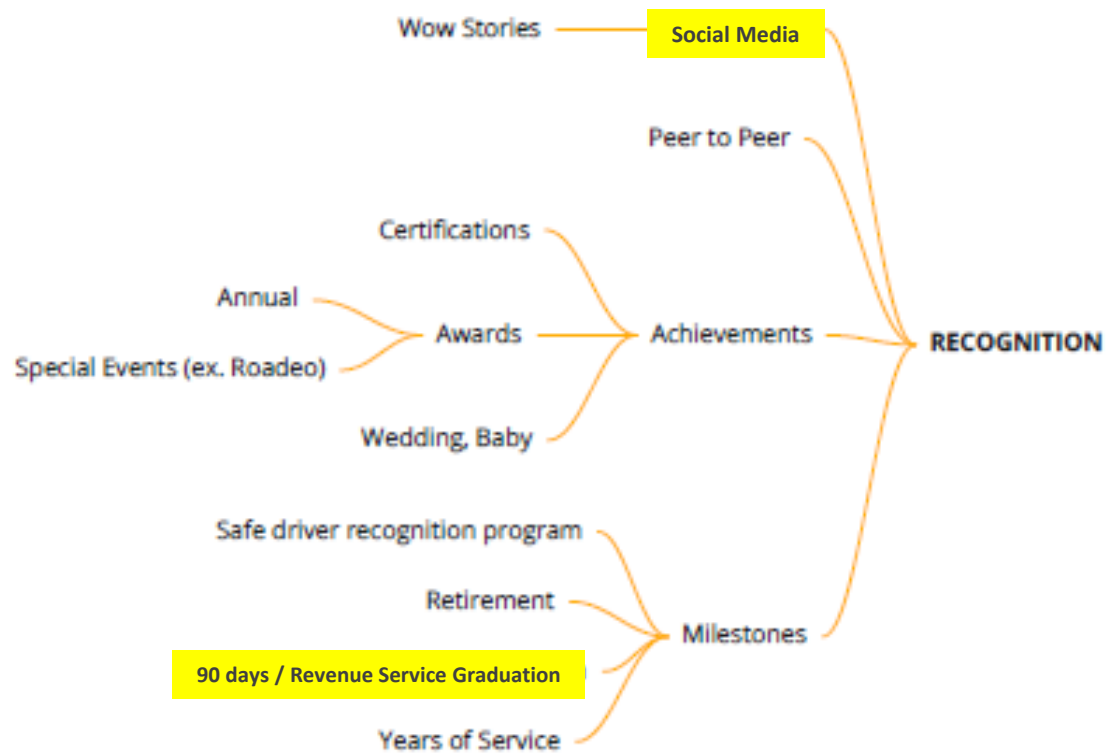 Wow Stories
Social Media
Peer to Peer
Certifications
Annual
Awards
Achievements
RECOGNITION
Special Events (ex. Roadeo)
Wedding, Baby
Safe driver recognition program
Retirement
Milestones
90 days / Revenue Service Graduation
Years of Service